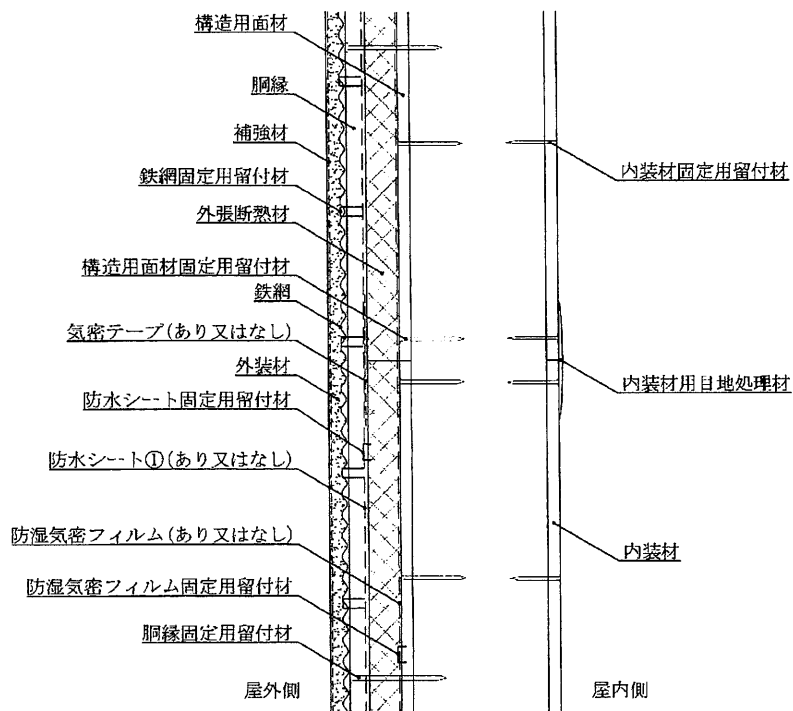 構造用面材
胴縁
補強材
鉄網固定用留付材
外張断熱材
構造用面材固定用留付材
鉄網
気密テープ(あり又はなし)
外装材
防水シート固定用留付材
防水シート①(あり又はなし)
防湿気密フィルム(あり又はなし)
防湿気密フィルム固定用留付材
胴縁固定用留付材
屋外側
内装材固定用留付材
内装材用目地処理材
内装材
屋内側